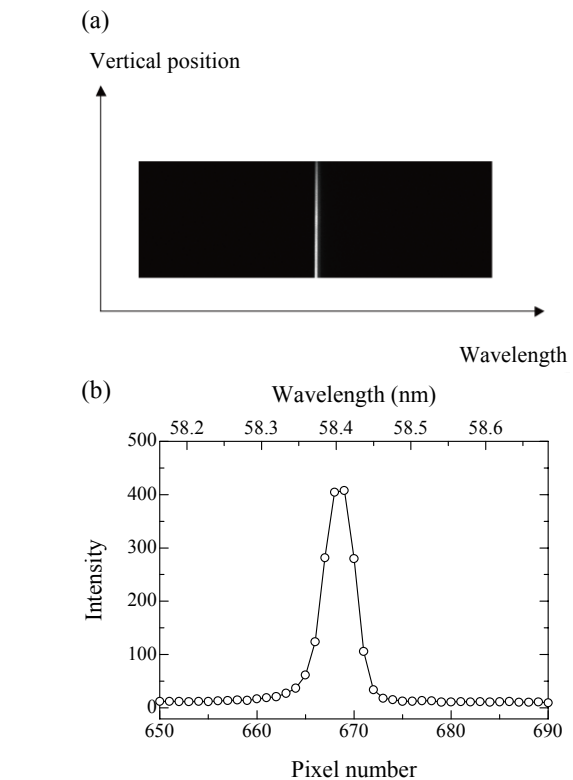 (a)
Vertical position
Wavelength
(b)
Wavelength (nm)
58.2 58.3 58.4 58.5 58.6
500
400
300
200
100
0
Intensity
650 660 670 680 690
Pixel number